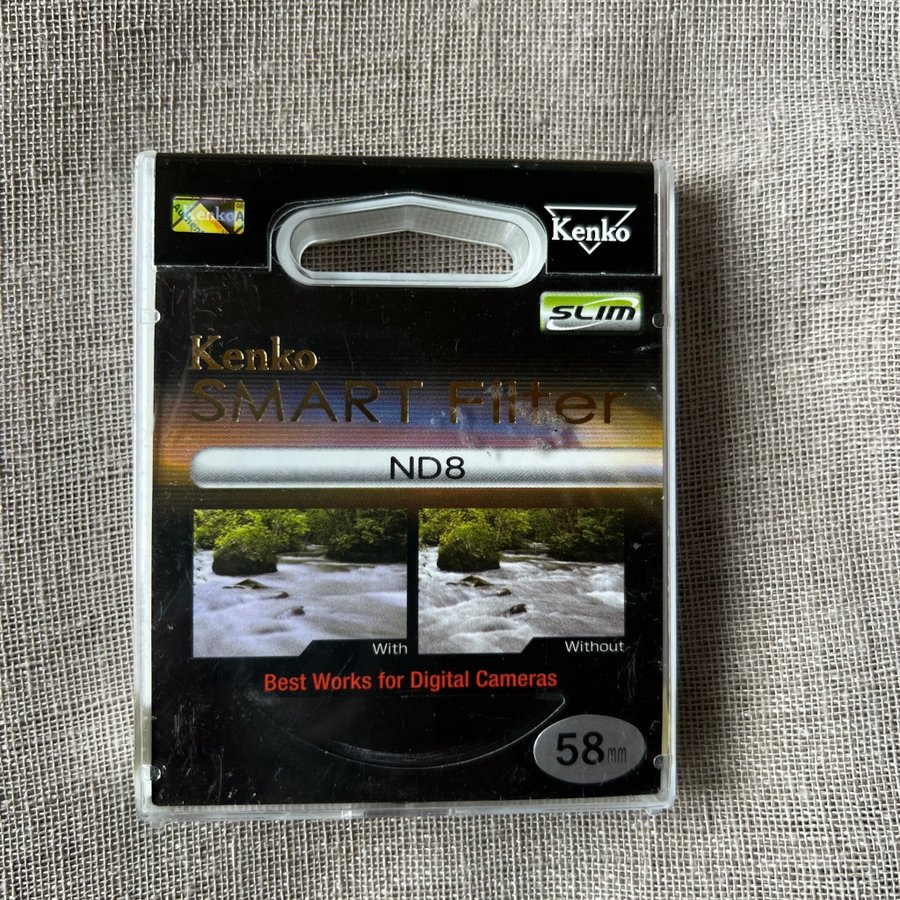 Kenko
Kenko
SLIM
Kenko
SMART Filter
ND8
With
Without
Best Works for Digital Cameras
58mm